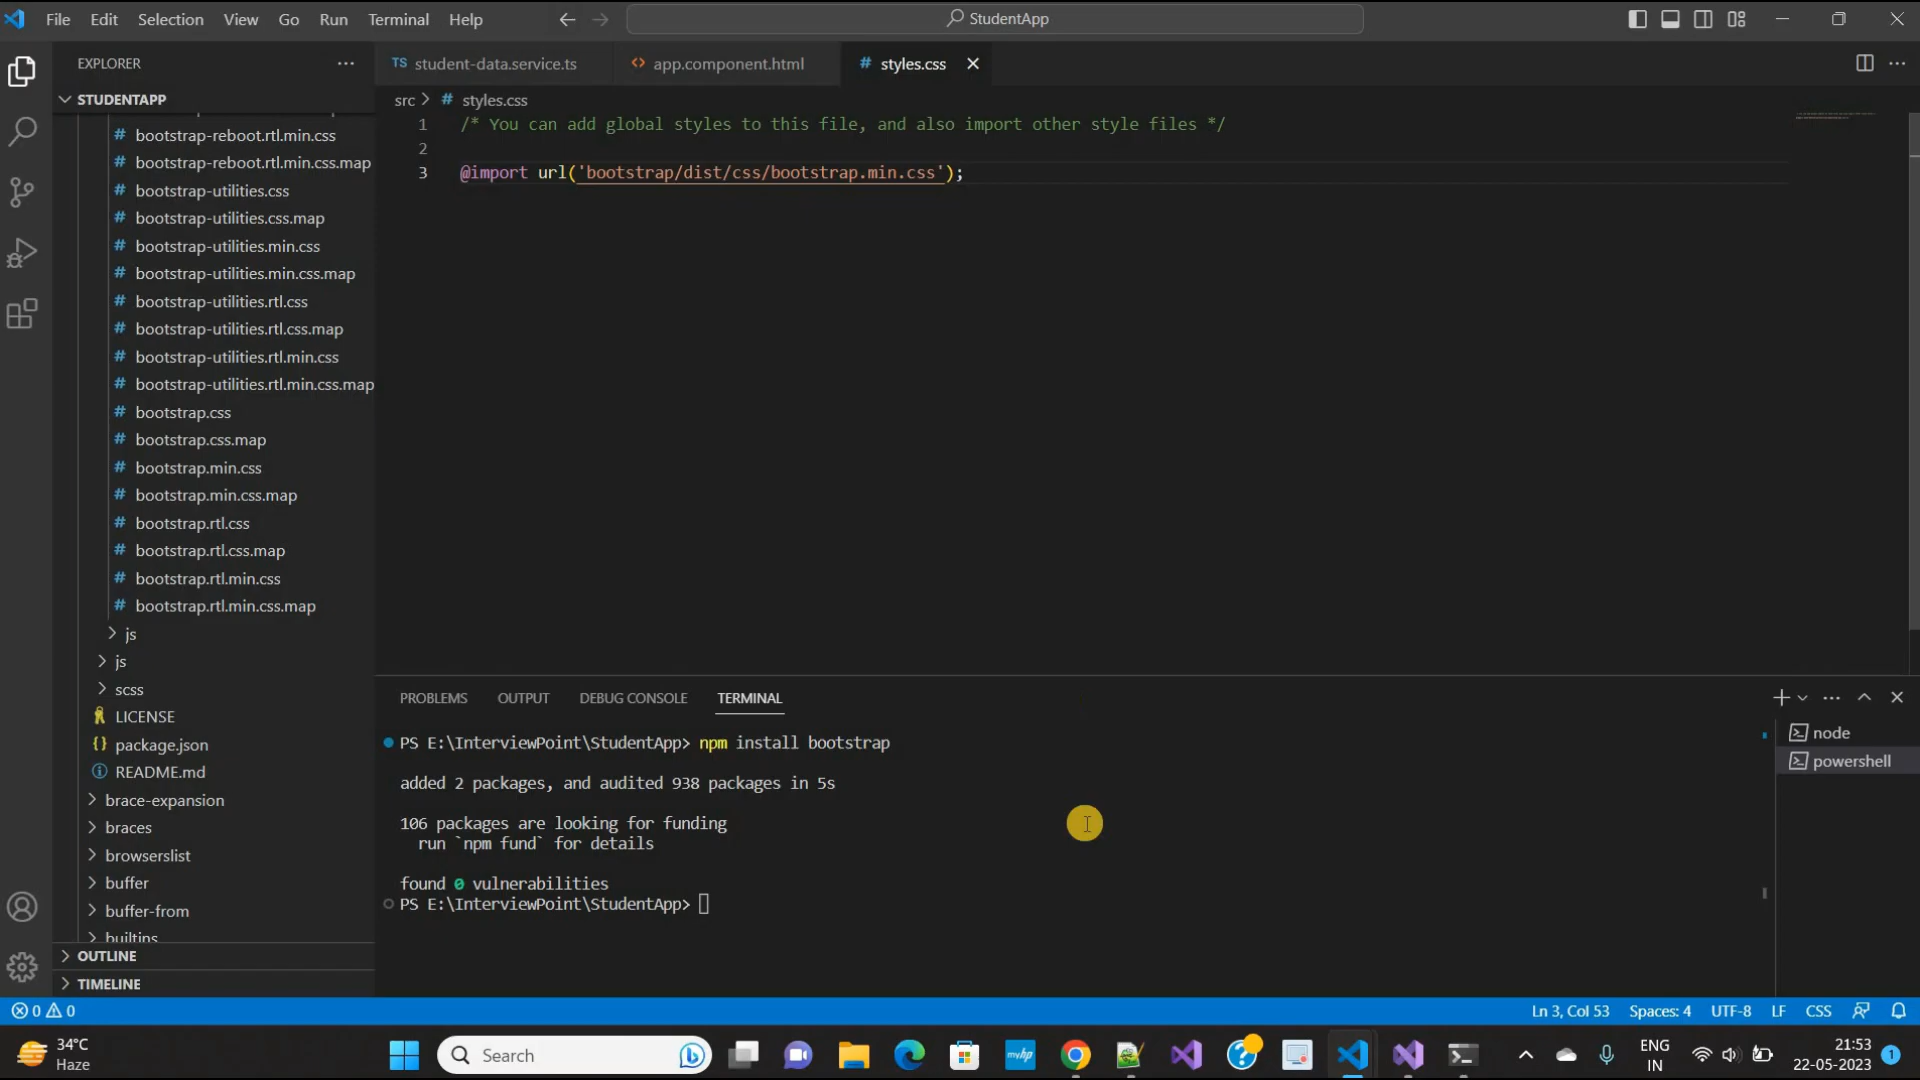 File Edit Selection View Go Run Terminal Help
StudentApp
EXPLORER
STUDENTAPP
bootstrap-reboot.rtl.min.css
bootstrap-reboot.rtl.min.css.map
bootstrap-utilities.css
bootstrap-utilities.css.map
bootstrap-utilities.min.css
bootstrap-utilities.min.css.map
bootstrap-utilities.rtl.css
bootstrap-utilities.rtl.css.map
bootstrap-utilities.rtl.min.css
bootstrap-utilities.rtl.min.css.map
bootstrap.css
bootstrap.css.map
bootstrap.min.css
bootstrap.min.css.map
bootstrap.rtl.css
bootstrap.rtl.css.map
bootstrap.rtl.min.css
bootstrap.rtl.min.css.map
js
js
scss
LICENSE
package.json
README.md
brace-expansion
braces
browserslist
buffer
buffer-from
builtins
OUTLINE
TIMELINE
TS student-data.service.ts
<> app.component.html
# styles.css
src > # styles.css
1 /* You can add global styles to this file, and also import other style files */
2
3 @import url('bootstrap/dist/css/bootstrap.min.css');
PROBLEMS OUTPUT DEBUG CONSOLE TERMINAL
PS E:\InterviewPoint\StudentApp> npm install bootstrap
added 2 packages, and audited 938 packages in 5s
106 packages are looking for funding
run `npm fund` for details
found 0 vulnerabilities
PS E:\InterviewPoint\StudentApp>
node
powershell
0 0
Ln 3, Col 53 Spaces: 4 UTF-8 LF CSS
34°C
Haze
Search
myhp
ENG
IN
21:53
22-05-2023
1